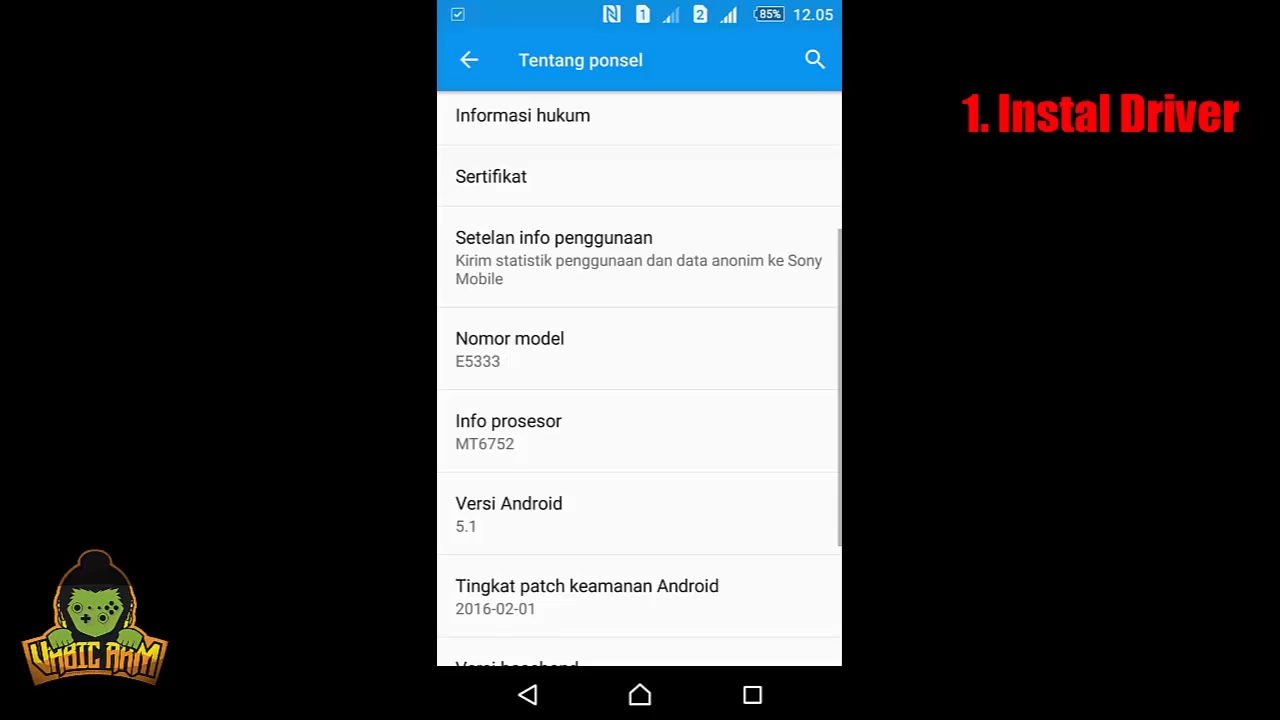 1 2 85% 12.05
Tentang ponsel
1. Instal Driver
Informasi hukum
Sertifikat
Setelan info penggunaan
Kirim statistik penggunaan dan data anonim ke Sony
Mobile
Nomor model
E5333
Info prosesor
MT6752
Versi Android
5.1
Tingkat patch keamanan Android
2016-02-01